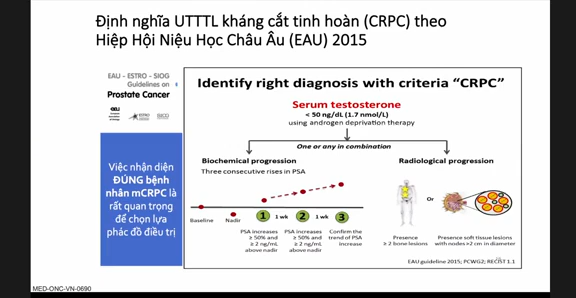 Định nghĩa UTTTL kháng cắt tinh hoàn (CRPC) theo
Hiệp Hội Niệu Học Châu Âu (EAU) 2015
EAU – ESTRO – SIOG
Guidelines on
Prostate Cancer
Việc nhận diện
ĐÚNG bệnh
nhân mCRPC là
rất quan trọng
để chọn lựa
phác đồ điều trị
Identify right diagnosis with criteria “CRPC”
Serum testosterone
< 50 ng/dL (1.7 nmol/L)
using androgen deprivation therapy
One or any in combination
Biochemical progression
Three consecutive rises in PSA
Baseline
Nadir
1
1 wk
2
1 wk
3
PSA increases
≥ 50% and
≥ 2 ng/mL
above nadir
PSA increases
≥ 50% and
≥ 2 ng/mL
above nadir
Confirm the
trend of PSA
increase
Radiological progression
Or
Presence
≥ 2 bone lesions
Presence soft tissue lesions
with nodes >2 cm in diameter
EAU guideline 2015; PCWG2; RECIST 1.1
MED-ONC-VN-0690